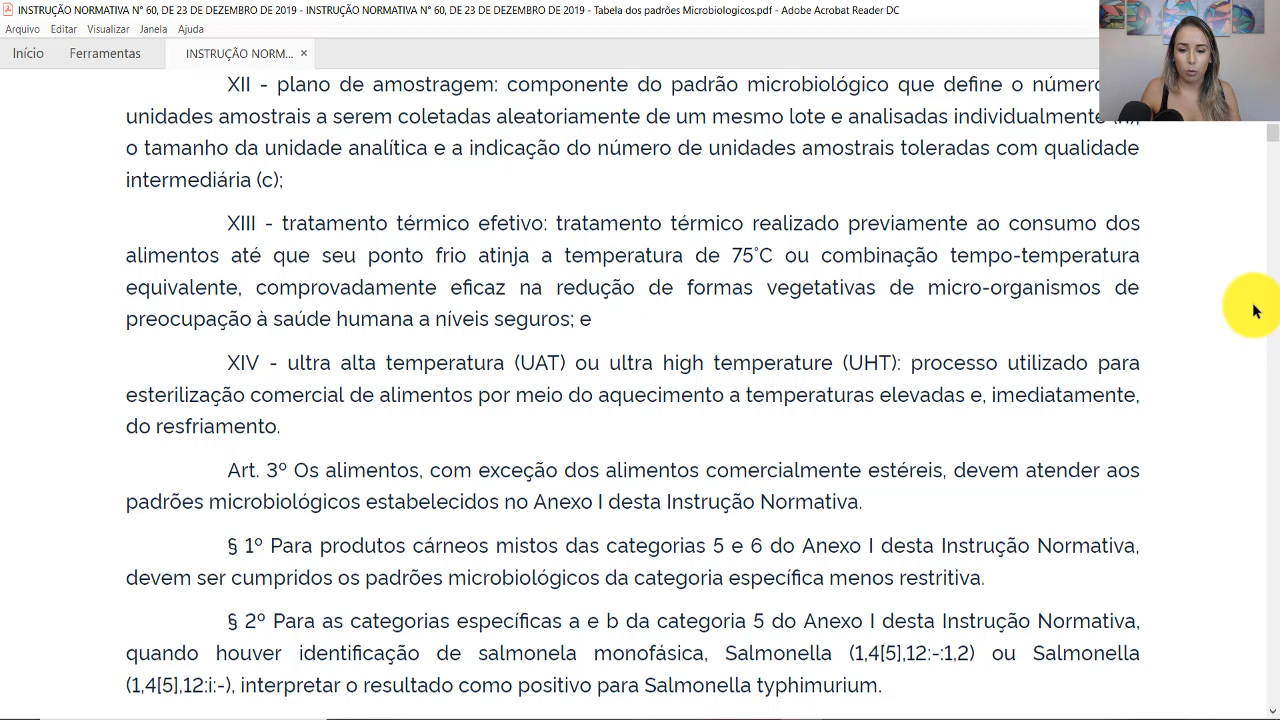 INSTRUÇÃO NORMATIVA N° 60, DE 23 DE DEZEMBRO DE 2019 - INSTRUÇÃO NORMATIVA N° 60, DE 23 DE DEZEMBRO DE 2019 - Tabela dos padrões Microbiologicos.pdf - Adobe Acrobat Reader DC
Arquivo Editar Visualizar Janela Ajuda
Início Ferramentas INSTRUÇÃO NORM... ×
XII - plano de amostragem: componente do padrão microbiológico que define o número
unidades amostrais a serem coletadas aleatoriamente de um mesmo lote e analisadas individualmente
o tamanho da unidade analítica e a indicação do número de unidades amostrais toleradas com qualidade
intermediária (c);
XIII - tratamento térmico efetivo: tratamento térmico realizado previamente ao consumo dos
alimentos até que seu ponto frio atinja a temperatura de 75°C ou combinação tempo-temperatura
equivalente, comprovadamente eficaz na redução de formas vegetativas de micro-organismos de
preocupação à saúde humana a níveis seguros; e
XIV - ultra alta temperatura (UAT) ou ultra high temperature (UHT): processo utilizado para
esterilização comercial de alimentos por meio do aquecimento a temperaturas elevadas e, imediatamente,
do resfriamento.
Art. 3º Os alimentos, com exceção dos alimentos comercialmente estéreis, devem atender aos
padrões microbiológicos estabelecidos no Anexo I desta Instrução Normativa.
§ 1º Para produtos cárneos mistos das categorias 5 e 6 do Anexo I desta Instrução Normativa,
devem ser cumpridos os padrões microbiológicos da categoria específica menos restritiva.
§ 2º Para as categorias específicas a e b da categoria 5 do Anexo I desta Instrução Normativa,
quando houver identificação de salmonela monofásica, Salmonella (1,4[5],12:-:1,2) ou Salmonella
(1,4[5],12:i:-), interpretar o resultado como positivo para Salmonella typhimurium.